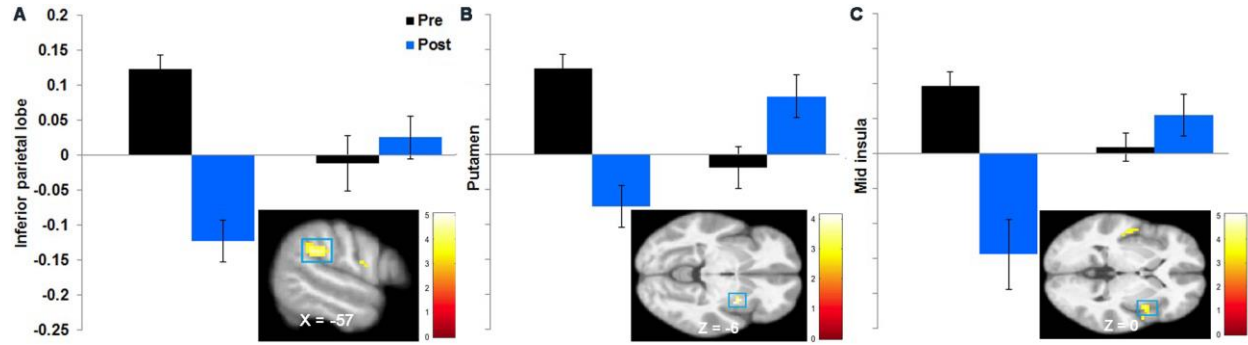 A
0.2
0.15
0.1
0.05
0
-0.05
-0.1
-0.15
-0.2
-0.25
Inferior parietal lobe
Pre
Post
X = -57
5
4
3
2
1
0
B
Putamen
Z = -6
4
3
2
1
0
C
Mid insula
Z = 0
5
4
3
2
1
0